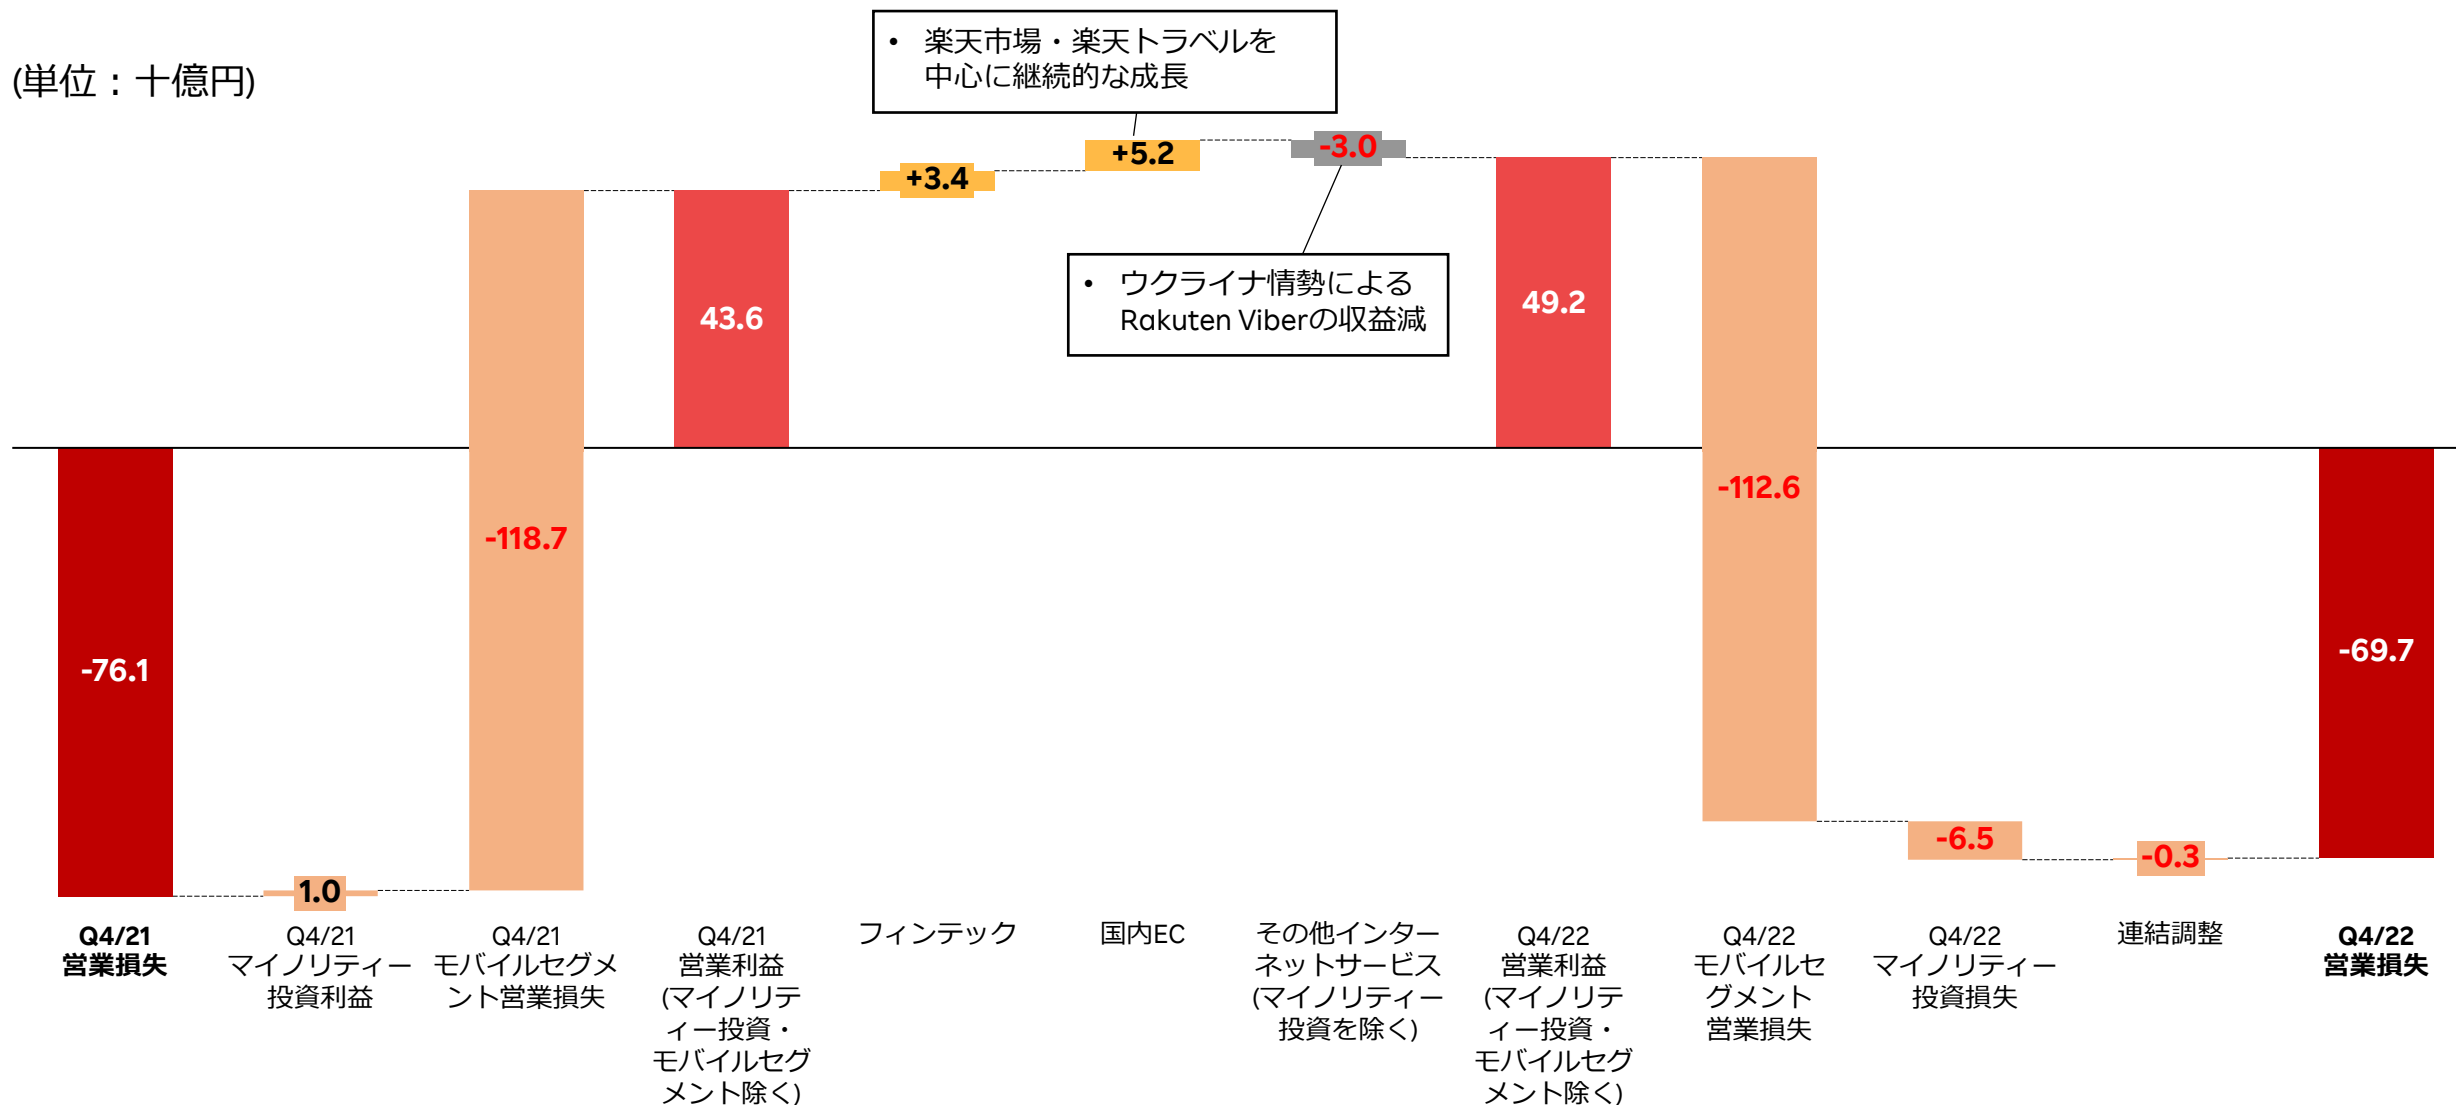 (単位：十億円)
• 楽天市場・楽天トラベルを
中心に継続的な成長
+3.4
+5.2
-3.0
• ウクライナ情勢による
Rakuten Viberの収益減
-76.1
1.0
-118.7
43.6
49.2
-112.6
-6.5
-0.3
-69.7
Q4/21
営業損失
Q4/21
マイノリティー
投資利益
Q4/21
モバイルセグメ
ント営業損失
Q4/21
営業利益
(マイノリテ
ィー投資・
モバイルセグ
メント除く)
フィンテック
国内EC
その他インター
ネットサービス
(マイノリティー
投資を除く)
Q4/22
営業利益
(マイノリテ
ィー投資・
モバイルセグ
メント除く)
Q4/22
モバイルセ
グメント
営業損失
Q4/22
マイノリティー
投資損失
連結調整
Q4/22
営業損失